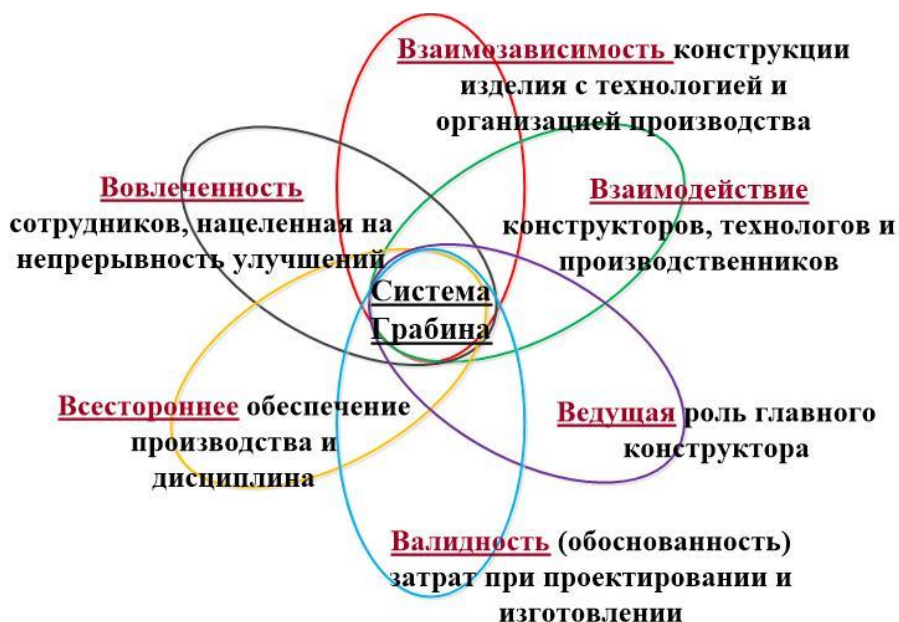 Взаимозависимость конструкции
изделия с технологией и
организацией производства
Вовлеченность
сотрудников, нацеленная на
непрерывность улучшений
Взаимодействие
конструкторов, технологов и
производственников
Система
Грабина
Всестороннее обеспечение
производства и
дисциплина
Ведущая роль главного
конструктора
Валидность (обоснованность)
затрат при проектировании и
изготовлении